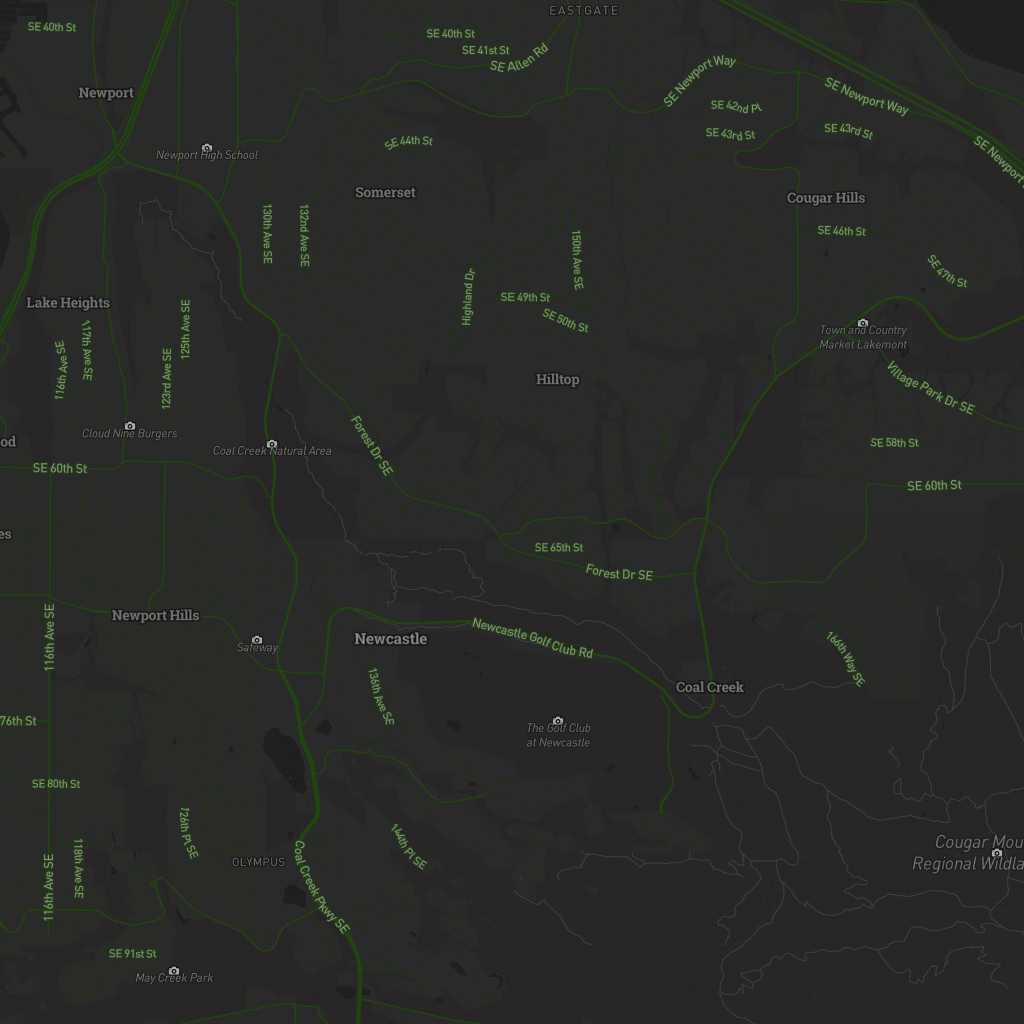 EASTGATE
SE 40th St
SE 40th St
SE 41st St
SE Allen Rd
SE Newport Way
SE Newport Way
Newport
SE 42nd Pl
SE 43rd St
SE 43rd St
SE 44th St
Newport High School
Somerset
Cougar Hills
130th Ave SE
132nd Ave SE
150th Ave SE
SE 46th St
SE 47th St
Highland Dr
SE 49th St
SE 50th St
Lake Heights
125th Ave SE
117th Ave SE
116th Ave SE
123rd Ave SE
Town and Country
Market Lakemont
Hilltop
Village Park Dr SE
Cloud Nine Burgers
Coal Creek Natural Area
Forest Dr SE
SE 58th St
SE 60th St
SE 60th St
SE 65th St
Forest Dr SE
Newport Hills
116th Ave SE
Safeway
Newcastle
Newcastle Golf Club Rd
166th Way SE
136th Ave SE
Coal Creek
76th St
The Golf Club
at Newcastle
SE 80th St
126th Pl SE
144th Pl SE
118th Ave SE
116th Ave SE
OLYMPUS
Coal Creek Pkwy SE
Cougar Mou
Regional Wildla
SE 91st St
May Creek Park